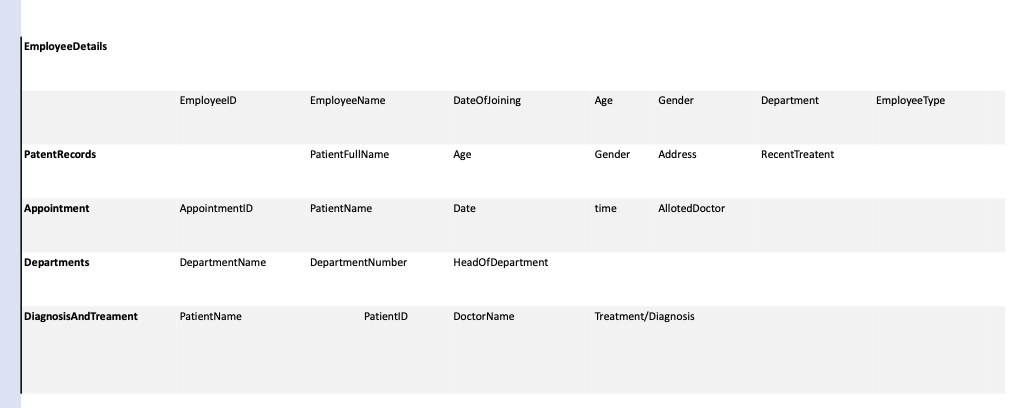 EmployeeDetails
EmployeeID EmployeeName DateOfJoining Age Gender Department EmployeeType
PatentRecords PatientFullName Age Gender Address RecentTreatent
Appointment AppointmentID PatientName Date time AllotedDoctor
Departments DepartmentName DepartmentNumber HeadOfDepartment
DiagnosisAndTreament PatientName PatientID DoctorName Treatment/Diagnosis